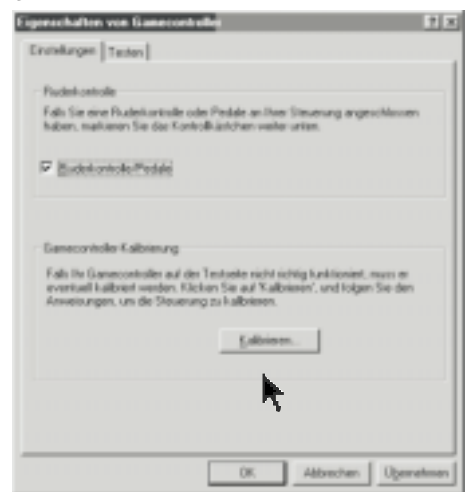 Eigenschaften von Gamecontroller
Einstellungen
Testen
Ruderkontrolle
Falls Sie eine Ruderkontrolle oder Pedale an Ihrer Steuerung angeschlossen
haben, markieren Sie das Kontrollkästchen weiter unten.
Ruderkontrolle/Pedale
Gamecontroller-Kalibrierung
Falls Ihr Gamecontroller auf der Testseite nicht richtig funktioniert, muss er
eventuell kalibriert werden. Klicken Sie auf 'Kalibrieren', und folgen Sie den
Anweisungen, um die Steuerung zu kalibrieren.
Kalibrieren...
OK
Abbrechen
Übernehmen